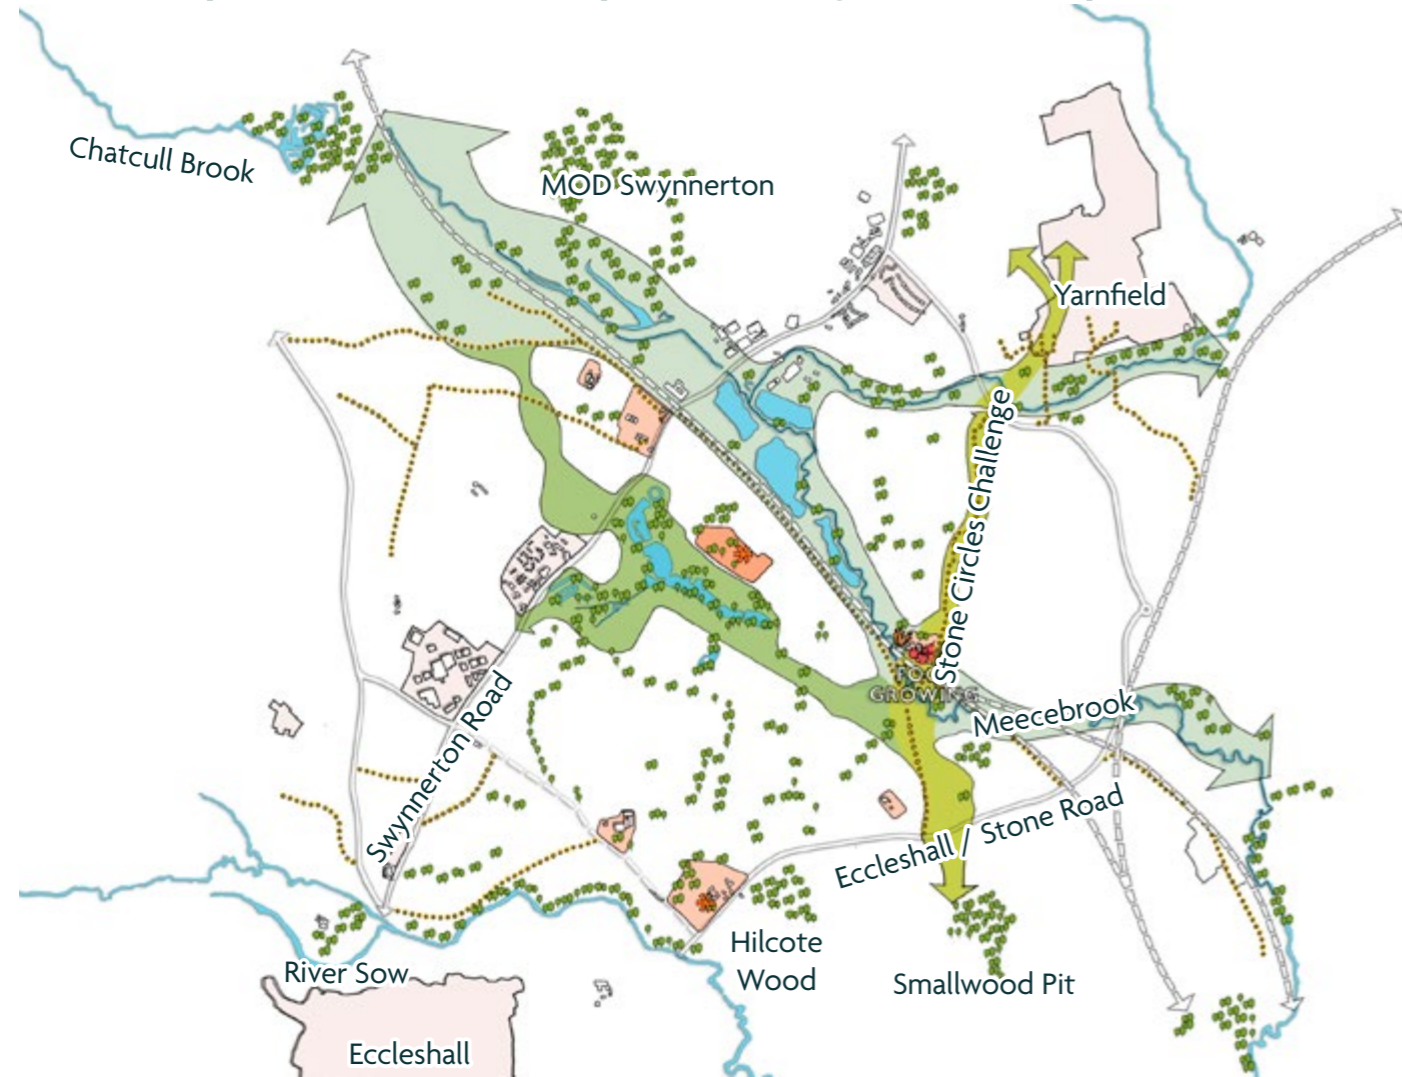 Chatcull Brook
MOD Swynnerton
Yarnfield
Stone Circles Challenge
GROWING
Meecebrook
Swynnerton Road
Eccleshall / Stone Road
Hilcote
Wood
Smallwood Pit
River Sow
Eccleshall